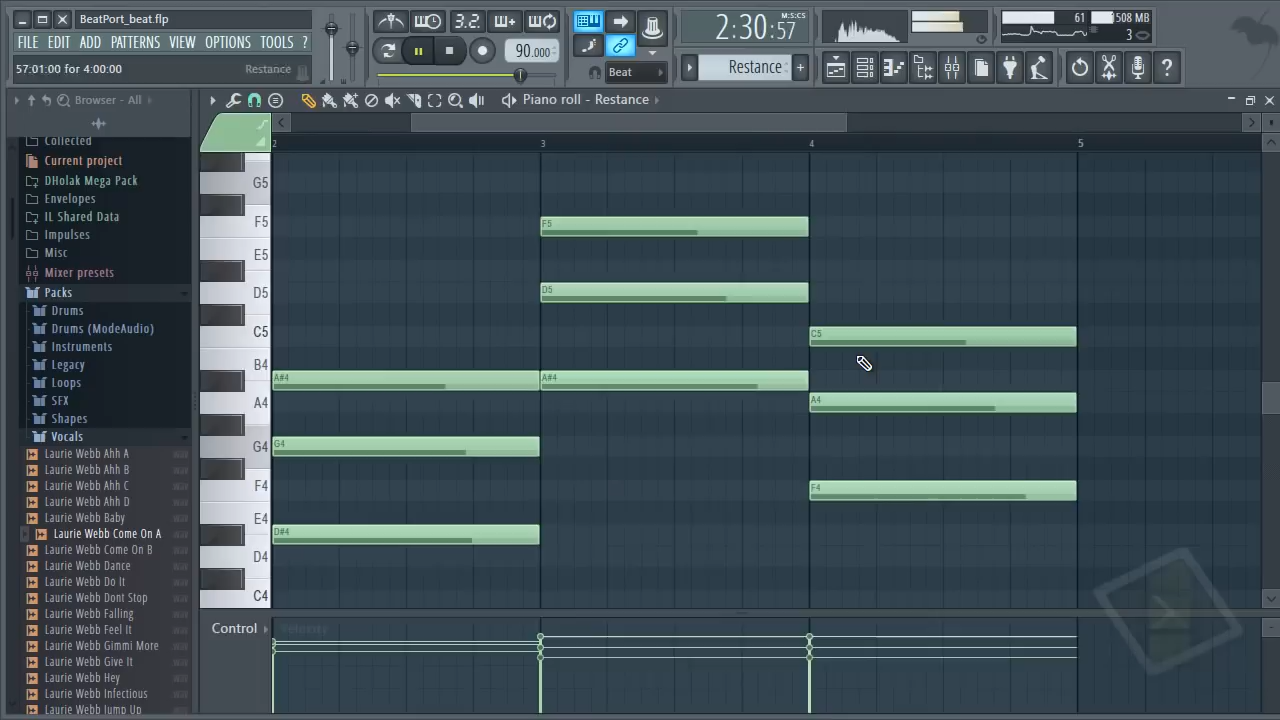 BeatPort_beat.flp
FILE EDIT ADD PATTERNS VIEW OPTIONS TOOLS ?
57:01:00 for 4:00:00 Restance
3.2.
90.000
Beat
2:30:57
M:S:CS
Restance
61 508 MB
3
Browser - All
Piano roll - Restance
Collected
Current project
DHolak Mega Pack
Envelopes
IL Shared Data
Impulses
Misc
Mixer presets
Packs
Drums
Drums (ModeAudio)
Instruments
Legacy
Loops
SFX
Shapes
Vocals
Laurie Webb Ahh A
Laurie Webb Ahh B
Laurie Webb Ahh C
Laurie Webb Ahh D
Laurie Webb Baby
Laurie Webb Come On A
Laurie Webb Come On B
Laurie Webb Dance
Laurie Webb Do It
Laurie Webb Dont Stop
Laurie Webb Falling
Laurie Webb Feel It
Laurie Webb Gimmi More
Laurie Webb Give It
Laurie Webb Hey
Laurie Webb Infectious
Laurie Webb Jump Up
2 3 4 5
G5
F5
E5
D5
C5
B4
A4
G4
F4
E4
D4
C4
F5
D5
C5
A#4 A#4
A4
G4
F4
D#4
Control
Velocity